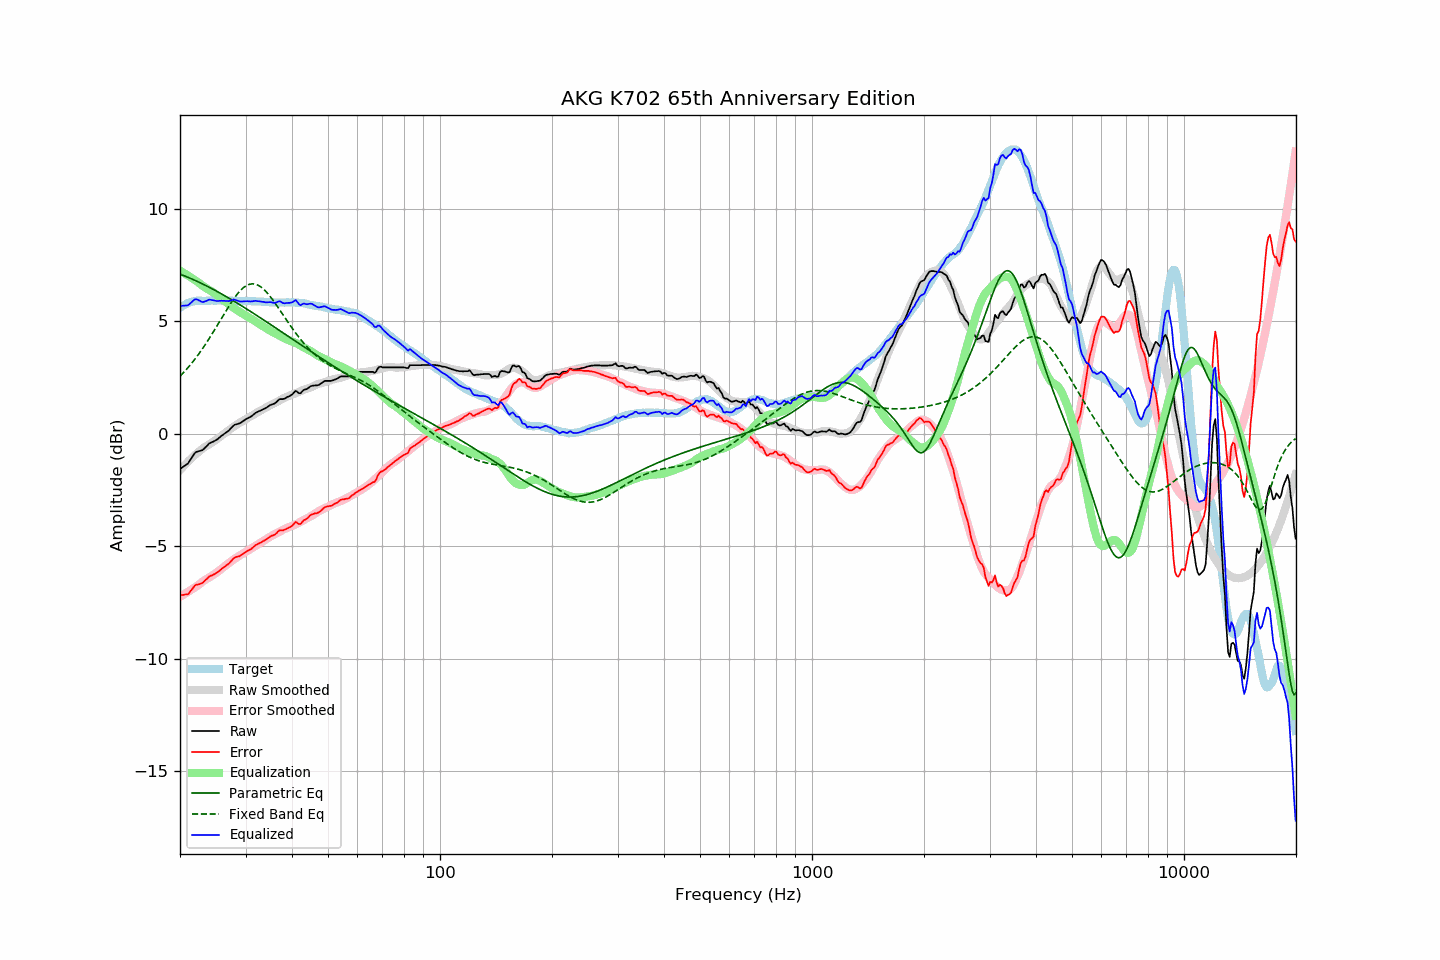 AKG K702 65th Anniversary Edition
Amplitude (dBr)
10
5
0
−5
−10
−15
Target
Raw Smoothed
Error Smoothed
Raw
Error
Equalization
Parametric Eq
Fixed Band Eq
Equalized
100
1000
10000
Frequency (Hz)